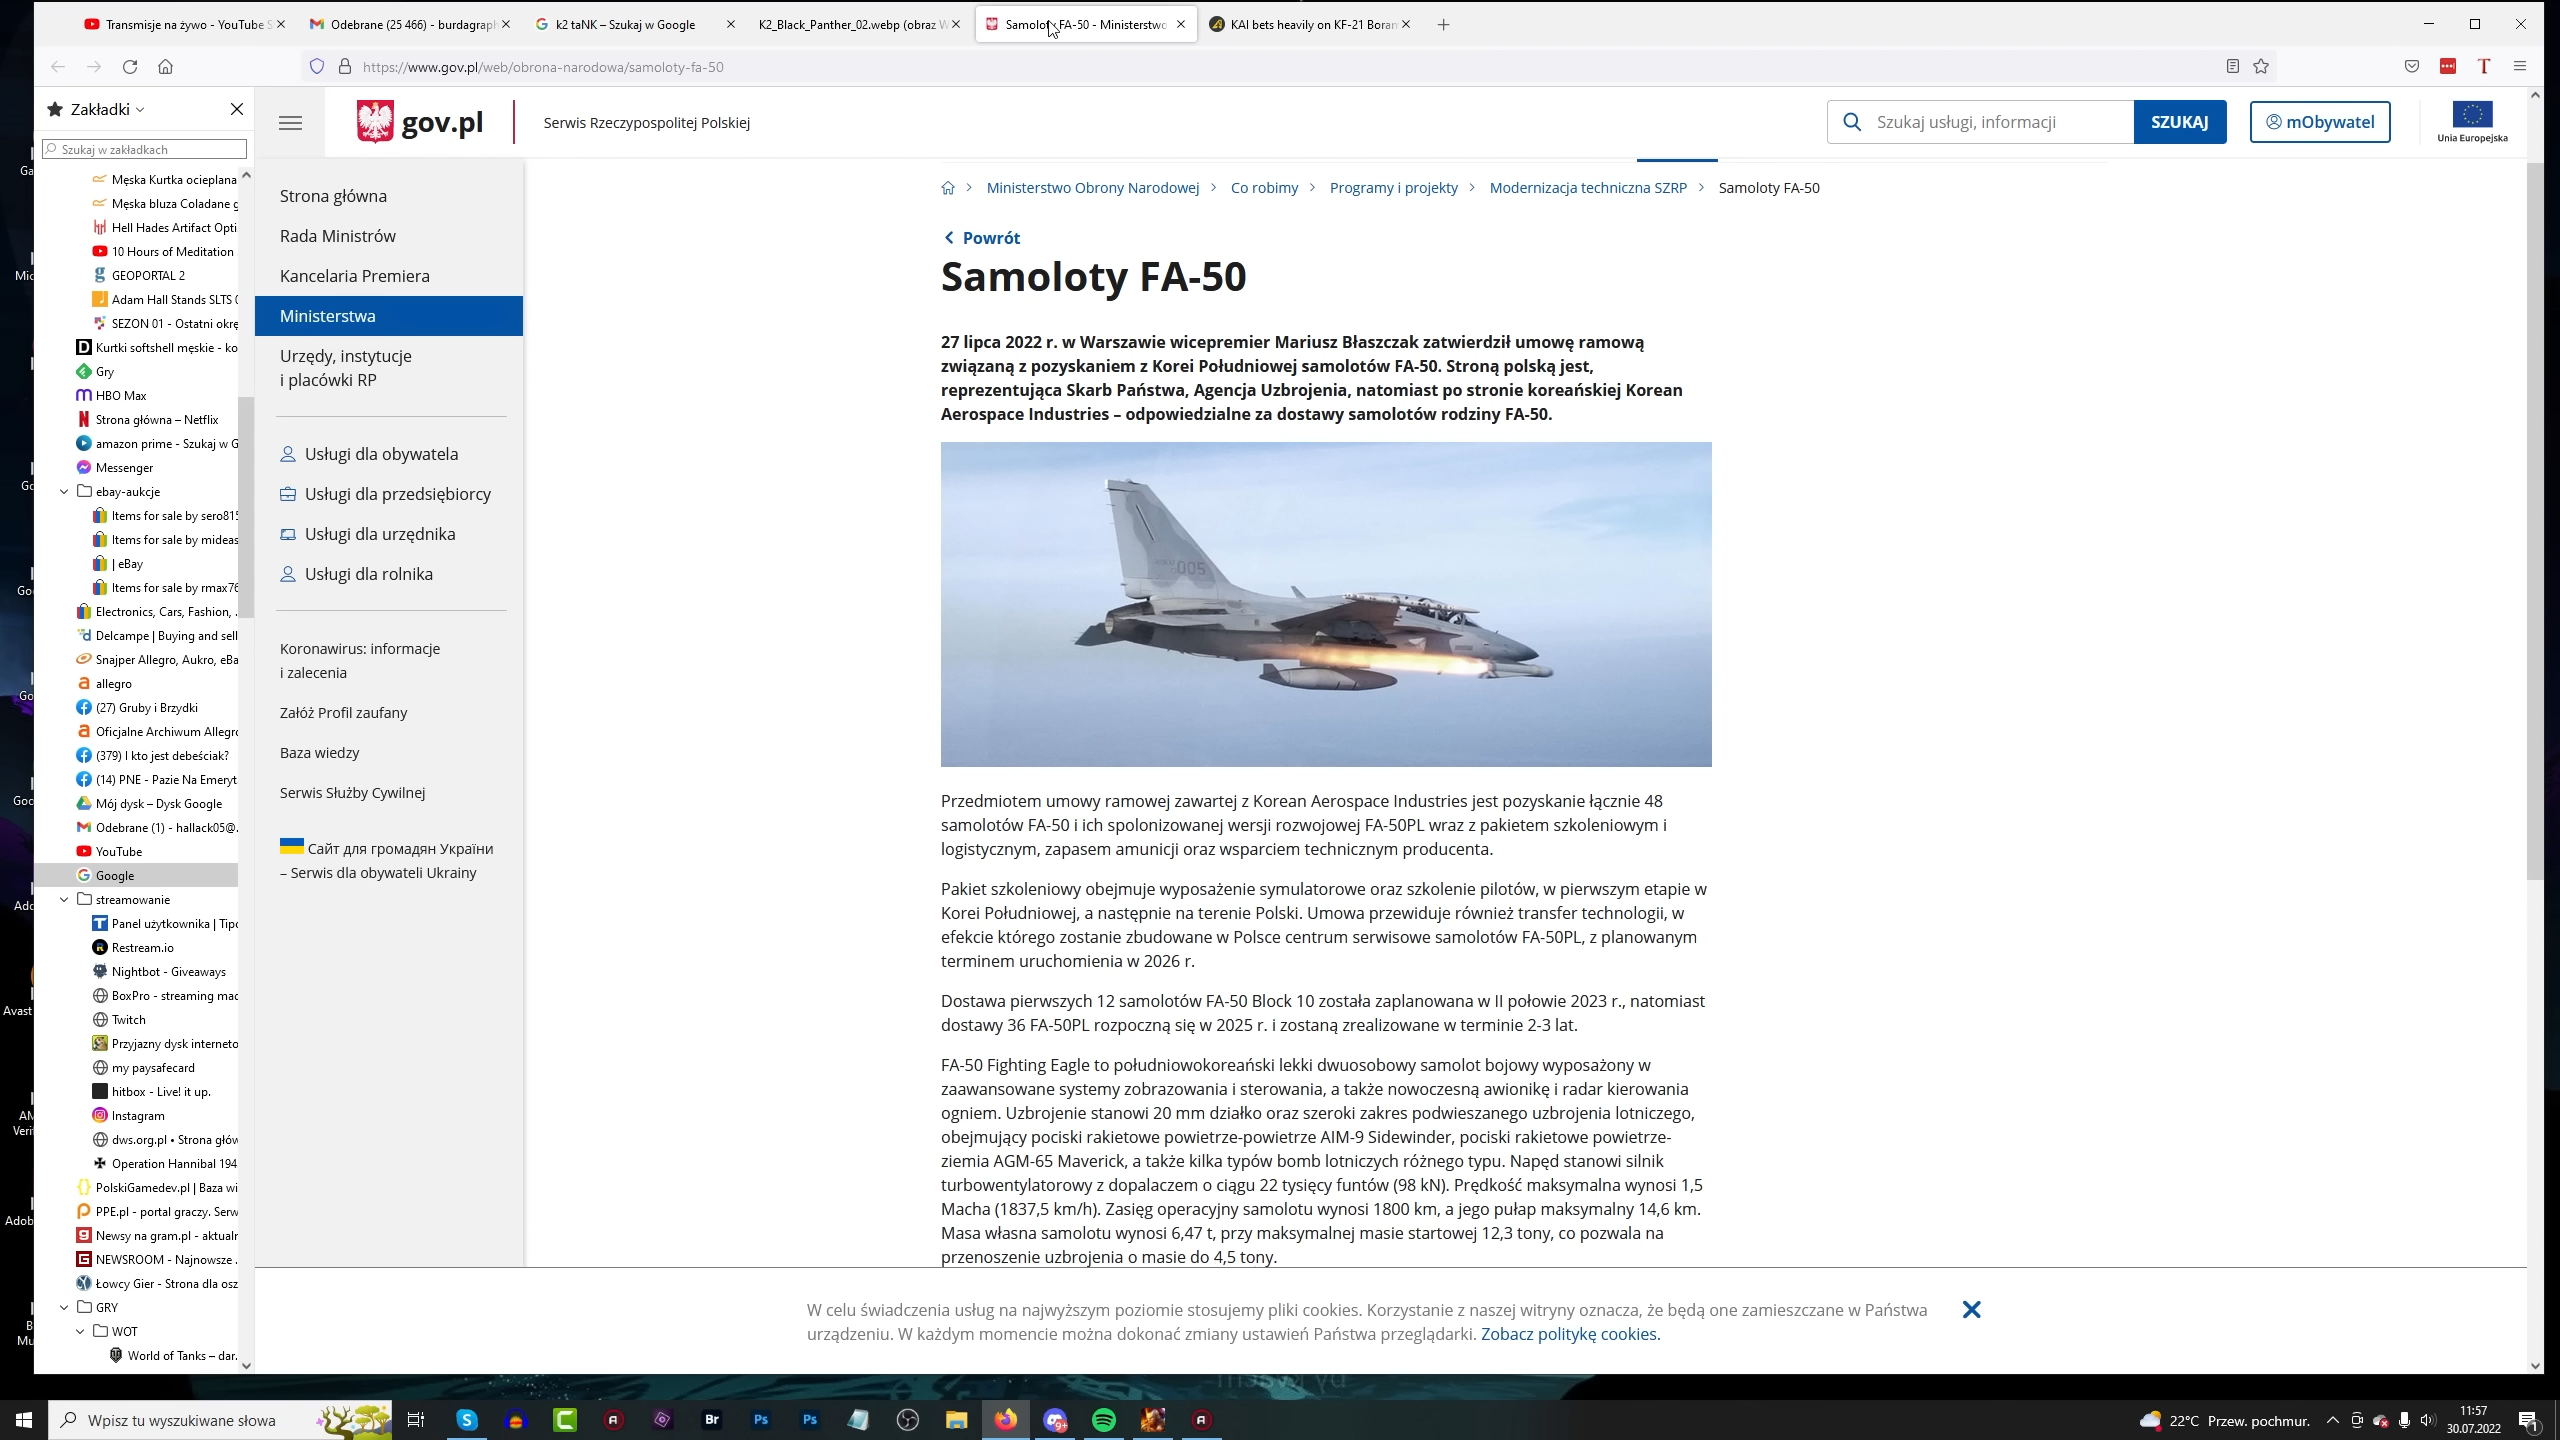 Transmisje na żywo - YouTube S
Odebrane (25 466) - burdagraph
k2 taNK – Szukaj w Google
K2_Black_Panther_02.webp (obraz W
Samoloty FA-50 - Ministerstwo
KAI bets heavily on KF-21 Boran
https://www.gov.pl/web/obrona-narodowa/samoloty-fa-50
Zakładki
Szukaj w zakładkach
Męska Kurtka ocieplana
Męska bluza Coladane g
Hell Hades Artifact Opti
10 Hours of Meditation
GEOPORTAL 2
Adam Hall Stands SLTS
SEZON 01 - Ostatni okrę
Kurtki softshell męskie - ko
Gry
HBO Max
Strona główna – Netflix
amazon prime - Szukaj w G
Messenger
ebay-aukcje
Items for sale by sero815
Items for sale by mideas
| eBay
Items for sale by rmax76
Electronics, Cars, Fashion, .
Delcampe | Buying and sell
Snajper Allegro, Aukro, eBa
allegro
(27) Gruby i Brzydki
Oficjalne Archiwum Allegro
(379) I kto jest debeściak?
(14) PNE - Pazie Na Emeryt
Mój dysk – Dysk Google
Odebrane (1) - hallack05@.
YouTube
Google
streamowanie
Panel użytkownika | Tipo
Restream.io
Nightbot - Giveaways
BoxPro - streaming mad
Twitch
Przyjazny dysk interneto
my paysafecard
hitbox - Live! it up.
Instagram
dws.org.pl • Strona głów
Operation Hannibal 194
PolskiGamedev.pl | Baza wi
PPE.pl - portal graczy. Serw
Newsy na gram.pl - aktualn
NEWSROOM - Najnowsze .
Łowcy Gier - Strona dla osz
GRY
WOT
World of Tanks – dar.
gov.pl
Serwis Rzeczypospolitej Polskiej
Szukaj usługi, informacji
SZUKAJ
mObywatel
Unia Europejska
Strona główna
Rada Ministrów
Kancelaria Premiera
Ministerstwa
Urzędy, instytucje
i placówki RP
Usługi dla obywatela
Usługi dla przedsiębiorcy
Usługi dla urzędnika
Usługi dla rolnika
Koronawirus: informacje
i zalecenia
Załóż Profil zaufany
Baza wiedzy
Serwis Służby Cywilnej
Сайт для громадян України
– Serwis dla obywateli Ukrainy
Ministerstwo Obrony Narodowej > Co robimy > Programy i projekty > Modernizacja techniczna SZRP > Samoloty FA-50
Powrót
Samoloty FA-50
27 lipca 2022 r. w Warszawie wicepremier Mariusz Błaszczak zatwierdził umowę ramową
związaną z pozyskaniem z Korei Południowej samolotów FA-50. Stroną polską jest,
reprezentująca Skarb Państwa, Agencja Uzbrojenia, natomiast po stronie koreańskiej Korean
Aerospace Industries – odpowiedzialne za dostawy samolotów rodziny FA-50.
005
Przedmiotem umowy ramowej zawartej z Korean Aerospace Industries jest pozyskanie łącznie 48
samolotów FA-50 i ich spolonizowanej wersji rozwojowej FA-50PL wraz z pakietem szkoleniowym i
logistycznym, zapasem amunicji oraz wsparciem technicznym producenta.
Pakiet szkoleniowy obejmuje wyposażenie symulatorowe oraz szkolenie pilotów, w pierwszym etapie w
Korei Południowej, a następnie na terenie Polski. Umowa przewiduje również transfer technologii, w
efekcie którego zostanie zbudowane w Polsce centrum serwisowe samolotów FA-50PL, z planowanym
terminem uruchomienia w 2026 r.
Dostawa pierwszych 12 samolotów FA-50 Block 10 została zaplanowana w II połowie 2023 r., natomiast
dostawy 36 FA-50PL rozpoczną się w 2025 r. i zostaną zrealizowane w terminie 2-3 lat.
FA-50 Fighting Eagle to południowokoreański lekki dwuosobowy samolot bojowy wyposażony w
zaawansowane systemy zobrazowania i sterowania, a także nowoczesną awionikę i radar kierowania
ogniem. Uzbrojenie stanowi 20 mm działko oraz szeroki zakres podwieszanego uzbrojenia lotniczego,
obejmujący pociski rakietowe powietrze-powietrze AIM-9 Sidewinder, pociski rakietowe powietrze-
ziemia AGM-65 Maverick, a także kilka typów bomb lotniczych różnego typu. Napęd stanowi silnik
turbowentylatorowy z dopalaczem o ciągu 22 tysięcy funtów (98 kN). Prędkość maksymalna wynosi 1,5
Macha (1837,5 km/h). Zasięg operacyjny samolotu wynosi 1800 km, a jego pułap maksymalny 14,6 km.
Masa własna samolotu wynosi 6,47 t, przy maksymalnej masie startowej 12,3 tony, co pozwala na
przenoszenie uzbrojenia o masie do 4,5 tony.
W celu świadczenia usług na najwyższym poziomie stosujemy pliki cookies. Korzystanie z naszej witryny oznacza, że będą one zamieszczane w Państwa
urządzeniu. W każdym momencie można dokonać zmiany ustawień Państwa przeglądarki. Zobacz politykę cookies.
Wpisz tu wyszukiwane słowa
Br
Ps
Ps
9+
22°C Przew. pochmur.
11:57
30.07.2022
1